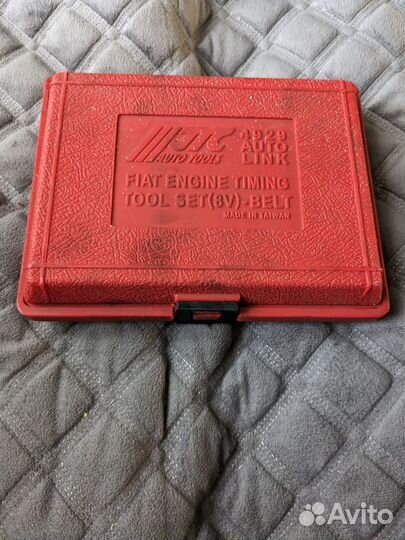 JTC 4929
AUTO TOOLS AUTO
LINK
FIAT ENGINE TIMING
TOOL SET(8V)-BELT
MADE IN TAIWAN
Avito